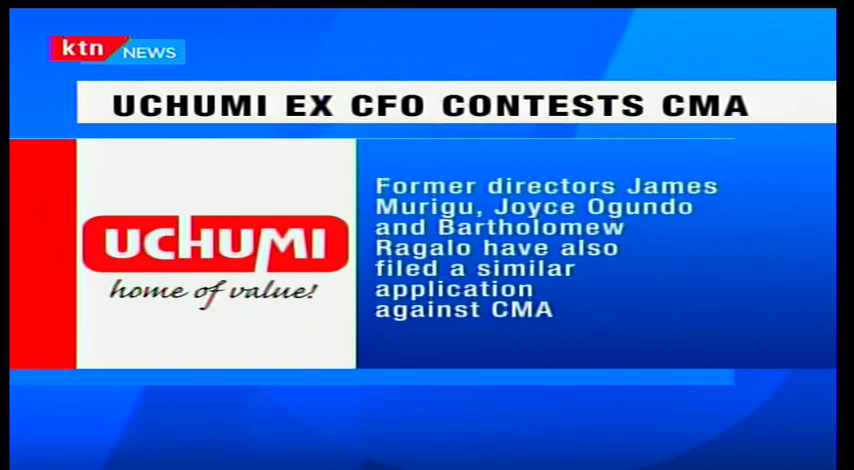 ktn NEWS
UCHUMI EX CFO CONTESTS CMA
UCHUMI
home of value!
Former directors James
Murigu, Joyce Ogundo
and Bartholomew
Ragalo have also
filed a similar
application
against CMA